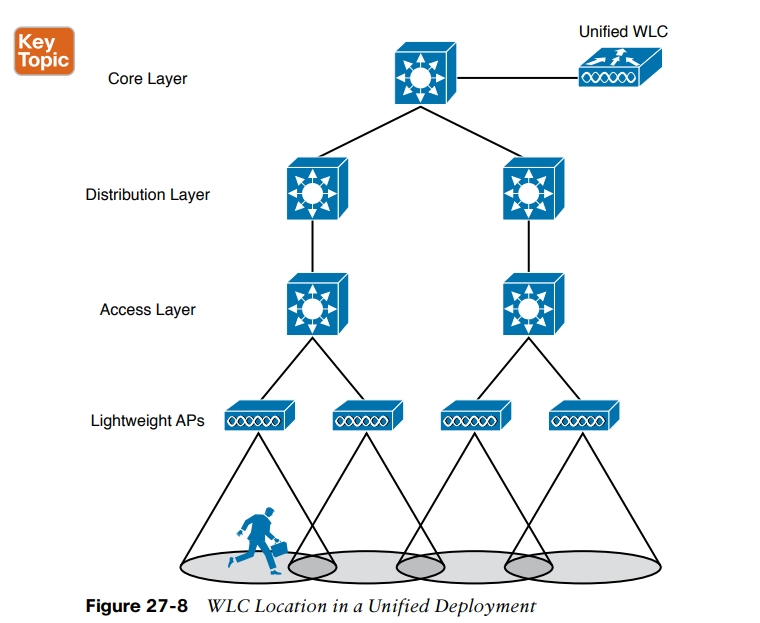 Key
Topic
Unified WLC
Core Layer
Distribution Layer
Access Layer
Lightweight APs
Figure 27-8 WLC Location in a Unified Deployment